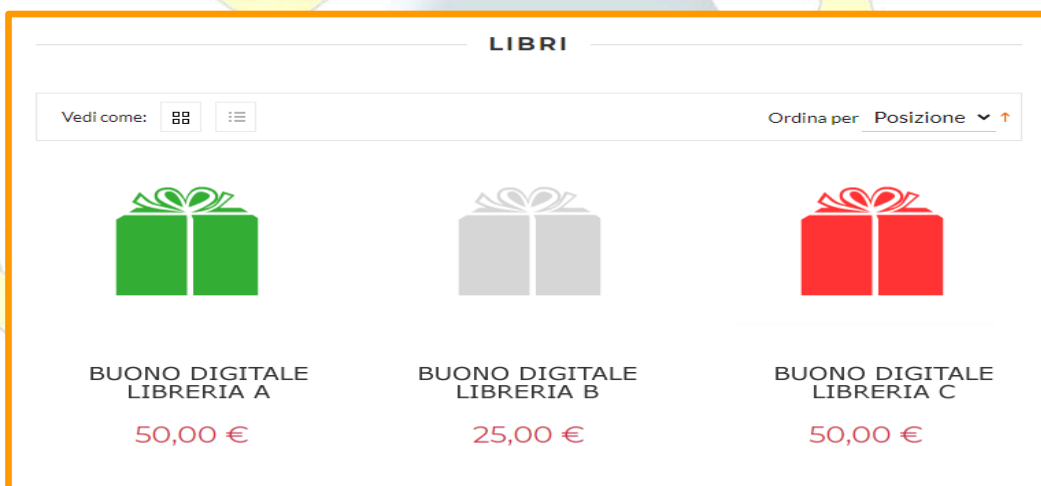 LIBRI
Vedi come:
Ordina per Posizione
BUONO DIGITALE
LIBRERIA A
50,00 €
BUONO DIGITALE
LIBRERIA B
25,00 €
BUONO DIGITALE
LIBRERIA C
50,00 €